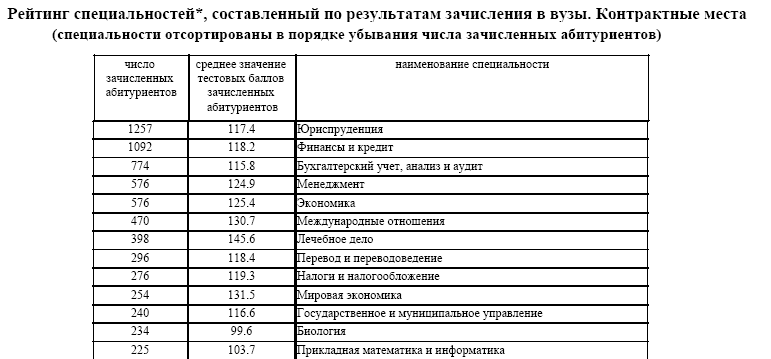 Рейтинг специальностей*, составленный по результатам зачисления в вузы. Контрактные места
(специальности отсортированы в порядке убывания числа зачисленных абитуриентов)
число зачисленных абитуриентов среднее значение тестовых баллов зачисленных абитуриентов наименование специальности
1257 117.4 Юриспруденция
1092 118.2 Финансы и кредит
774 115.8 Бухгалтерский учет, анализ и аудит
576 124.9 Менеджмент
576 125.4 Экономика
470 130.7 Международные отношения
398 145.6 Лечебное дело
296 118.4 Перевод и переводоведение
276 119.3 Налоги и налогообложение
254 131.5 Мировая экономика
240 116.6 Государственное и муниципальное управление
234 99.6 Биология
225 103.7 Прикладная математика и информатика